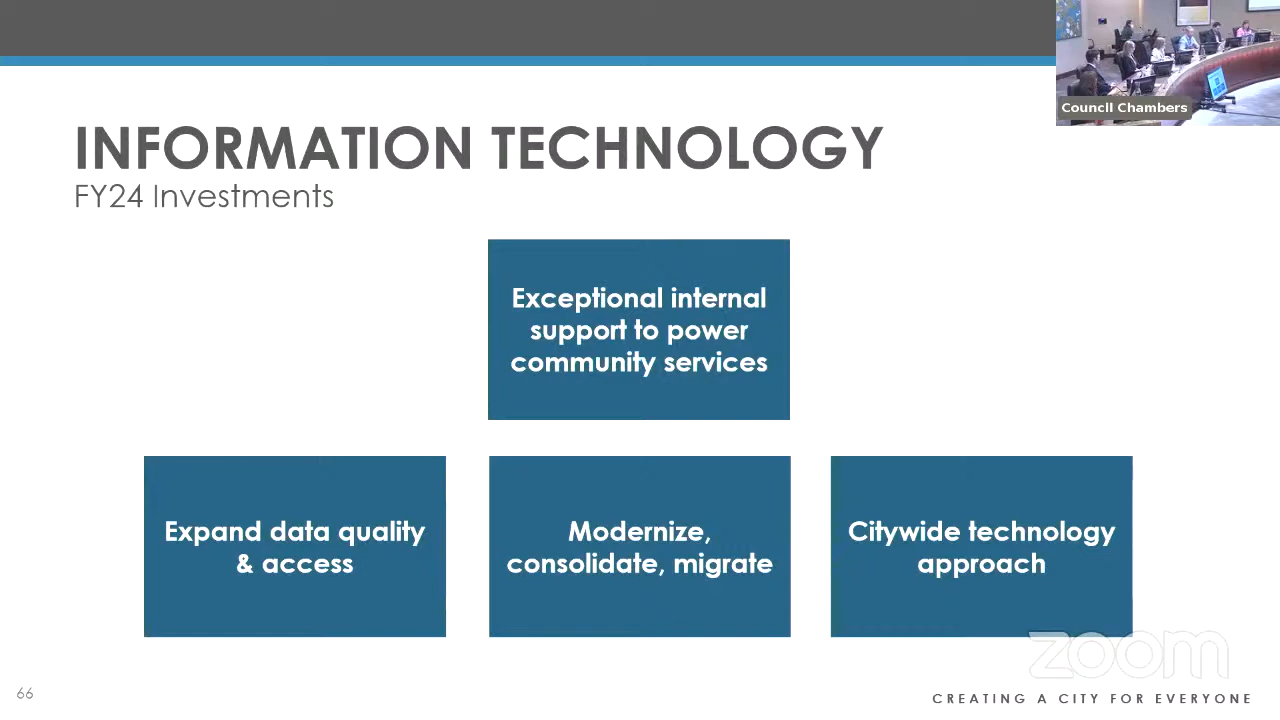 Council Chambers
INFORMATION TECHNOLOGY
FY24 Investments
Exceptional internal
support to power
community services
Expand data quality
& access
Modernize,
consolidate, migrate
Citywide technology
approach
zoom
66
CREATING A CITY FOR EVERYONE